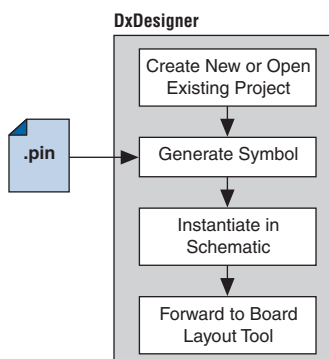 DxDesigner
Create New or Open
Existing Project
.pin
Generate Symbol
Instantiate in
Schematic
Forward to Board
Layout Tool